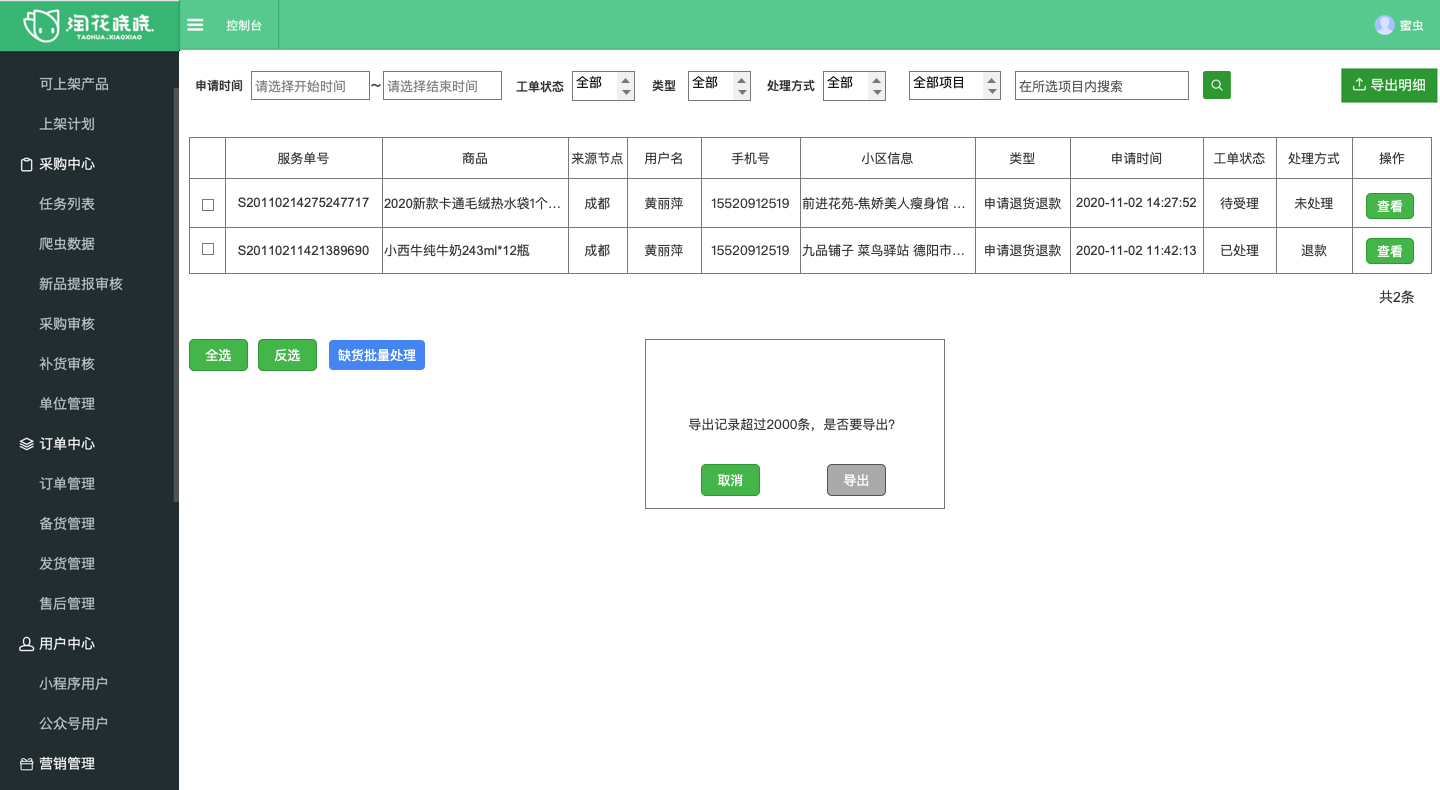 淘花晓晓.
TAOHUA.XIAOXIAO
控制台
蜜虫
可上架产品
上架计划
采购中心
任务列表
爬虫数据
新品提报审核
采购审核
补货审核
单位管理
订单中心
订单管理
备货管理
发货管理
售后管理
用户中心
小程序用户
公众号用户
营销管理
申请时间 请选择开始时间 ~ 请选择结束时间 工单状态 全部 类型 全部 处理方式 全部 全部项目 在所选项目内搜索 导出明细
服务单号 商品 来源节点 用户名 手机号 小区信息 类型 申请时间 工单状态 处理方式 操作
S20110214275247717 2020新款卡通毛绒热水袋1个... 成都 黄丽萍 15520912519 前进花苑-焦娇美人瘦身馆 ... 申请退货退款 2020-11-02 14:27:52 待受理 未处理 查看
S20110211421389690 小西牛纯牛奶243ml*12瓶 成都 黄丽萍 15520912519 九品铺子 菜鸟驿站 德阳市... 申请退货退款 2020-11-02 11:42:13 已处理 退款 查看
共2条
全选 反选 缺货批量处理
导出记录超过2000条，是否要导出?
取消 导出